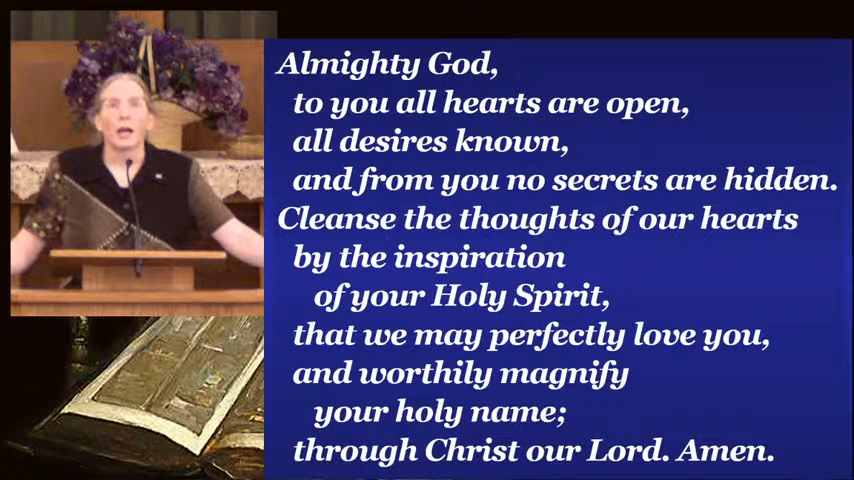 Almighty God,
to you all hearts are open,
all desires known,
and from you no secrets are hidden.
Cleanse the thoughts of our hearts
by the inspiration
of your Holy Spirit,
that we may perfectly love you,
and worthily magnify
your holy name;
through Christ our Lord. Amen.